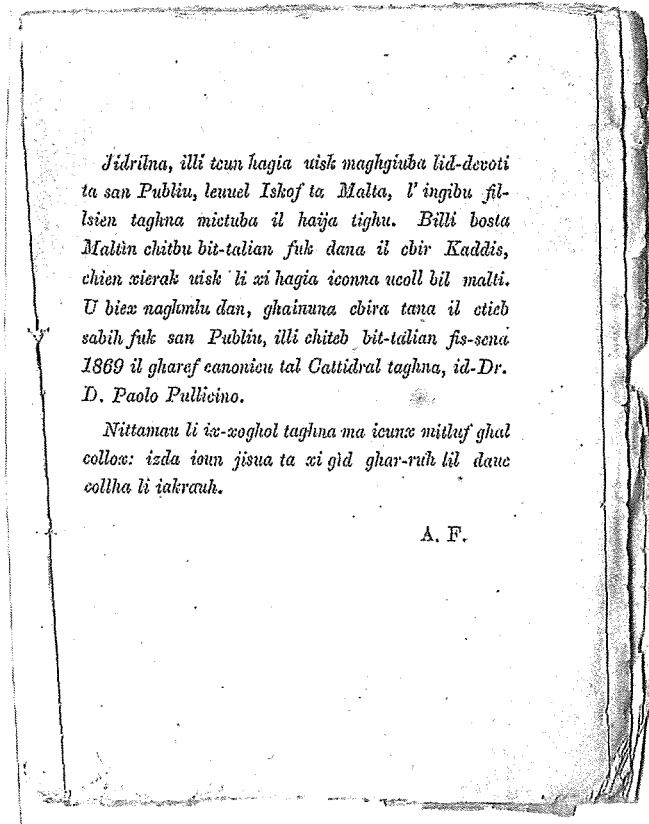 Jidrilna, illi icun hagia uisk maghgiuba lid-devoti
ta san Publiu, leuuel Iskof ta Malta, l' ingibu fil-
lsien taghna mictuba il haija tighu. Billi bosta
Maltin chitbu bit-talian fuk dana il cbir Kaddis,
chien xierak uisk li xi hagia iconna ucoll bil malti.
U biex naghmlu dan, ghainuna cbira tana il ctieb
sabih fuk san Publiu, illi chiteb bit-talian fis-sena
1869 il gharef canonicu tal Cattidral taghna, id-Dr.
D. Paolo Pullicino.
Nittamau li ix-xoghol taghna ma icunx mitluf ghal
collox: izda icun jisua ta xi gid ghar-ruh lil daue
collha li iakrauh.
A. F.